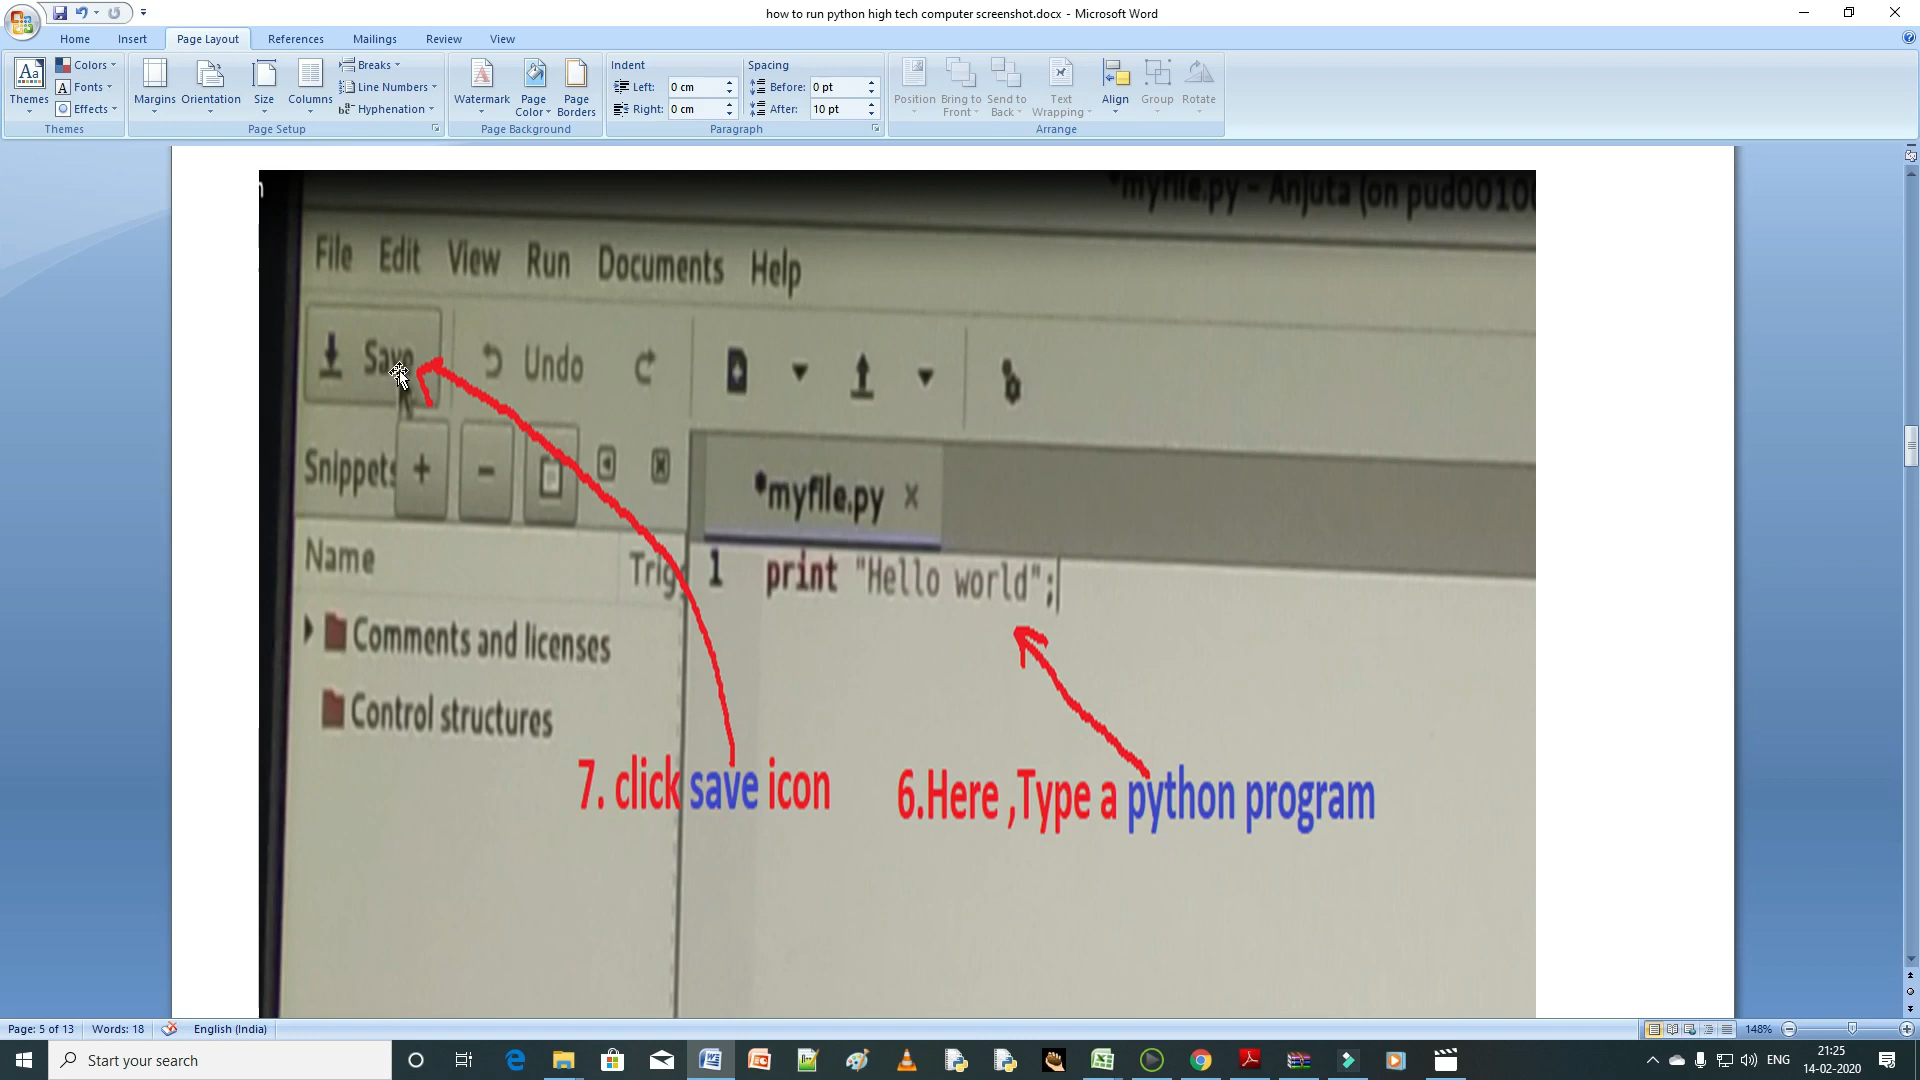 how to run python high tech computer screenshot.docx - Microsoft Word
Home Insert Page Layout References Mailings Review View
Themes
Colors
Fonts
Effects
Themes
Margins Orientation Size Columns
Breaks
Line Numbers
Hyphenation
Page Setup
Watermark Page Color Page Borders
Page Background
Indent
Left: 0 cm
Right: 0 cm
Spacing
Before: 0 pt
After: 10 pt
Paragraph
Position Bring to Front Send to Back Text Wrapping Align Group Rotate
Arrange
*myfile.py - Anjuta (on pud0010
File Edit View Run Documents Help
Save Undo
Snippets + -
*myfile.py x
Name Trig
1 print "Hello world";
Comments and licenses
Control structures
7. click save icon
6.Here ,Type a python program
Page: 5 of 13 Words: 18 English (India) 148%
Start your search
ENG
21:25
14-02-2020